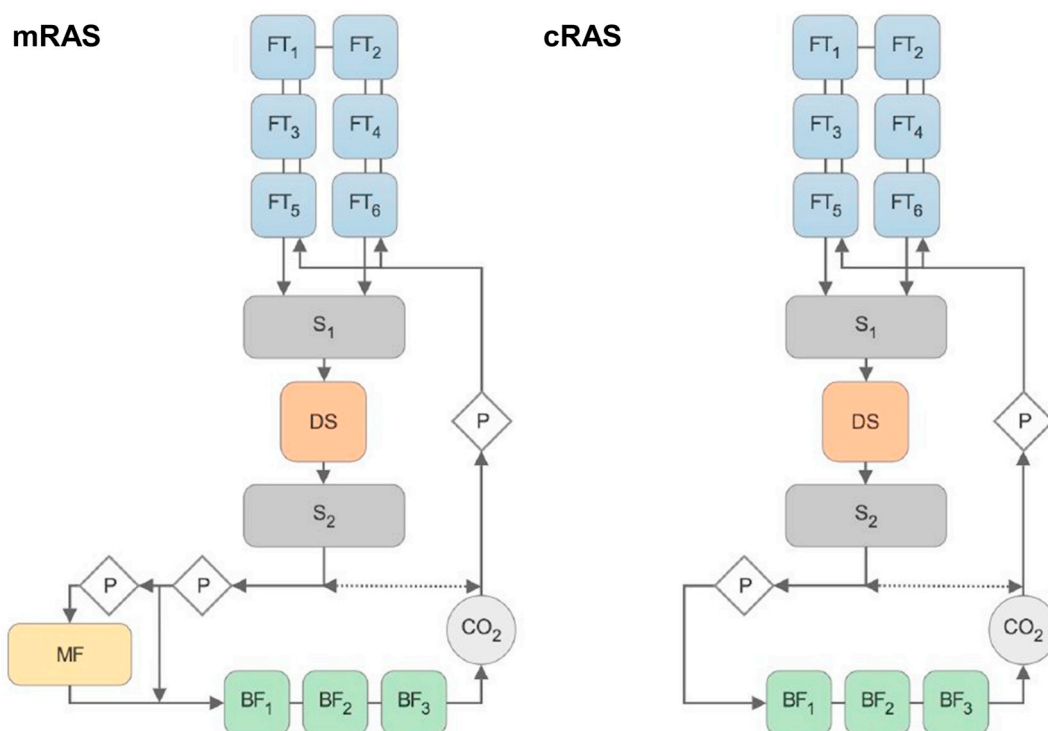 mRAS
cRAS
FT₁ FT₂
FT₃ FT₄
FT₅ FT₆
S₁
DS
P
S₂
P P
MF
CO₂
BF₁ BF₂ BF₃
FT₁ FT₂
FT₃ FT₄
FT₅ FT₆
S₁
DS
P
S₂
P
CO₂
BF₁ BF₂ BF₃